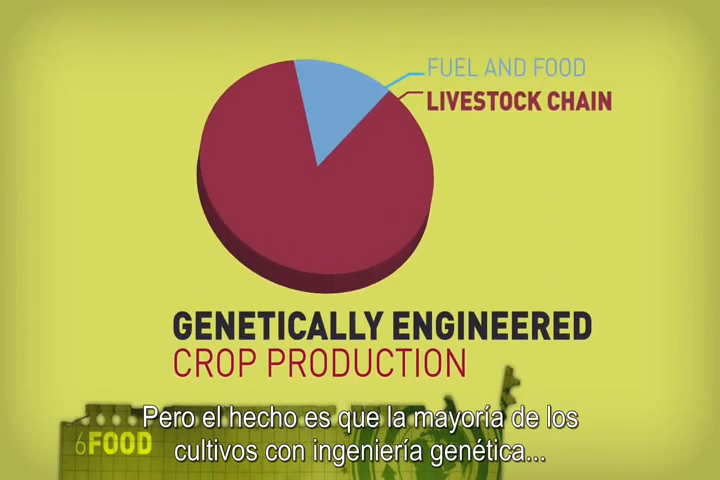 FUEL AND FOOD
LIVESTOCK CHAIN
GENETICALLY ENGINEERED
CROP PRODUCTION
Pero el hecho es que la mayoría de los
cultivos con ingeniería genética...
6FOOD